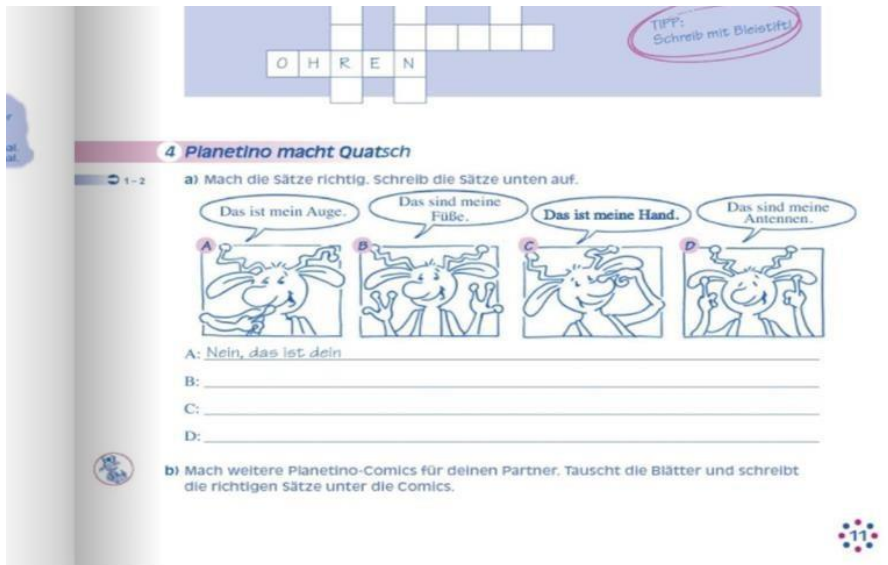 TIPP:
Schreib mit Bleistift!
O H R E N
4 Planetino macht Quatsch
1-2
a) Mach die Sätze richtig. Schreib die Sätze unten auf.
Das ist mein Auge.
Das sind meine
Füße.
Das ist meine Hand.
Das sind meine
Antennen.
A
B
C
D
A: Nein, das ist dein
B:
C:
D:
b) Mach weitere Planetino-Comics für deinen Partner. Tauscht die Blätter und schreibt
die richtigen Sätze unter die Comics.
11